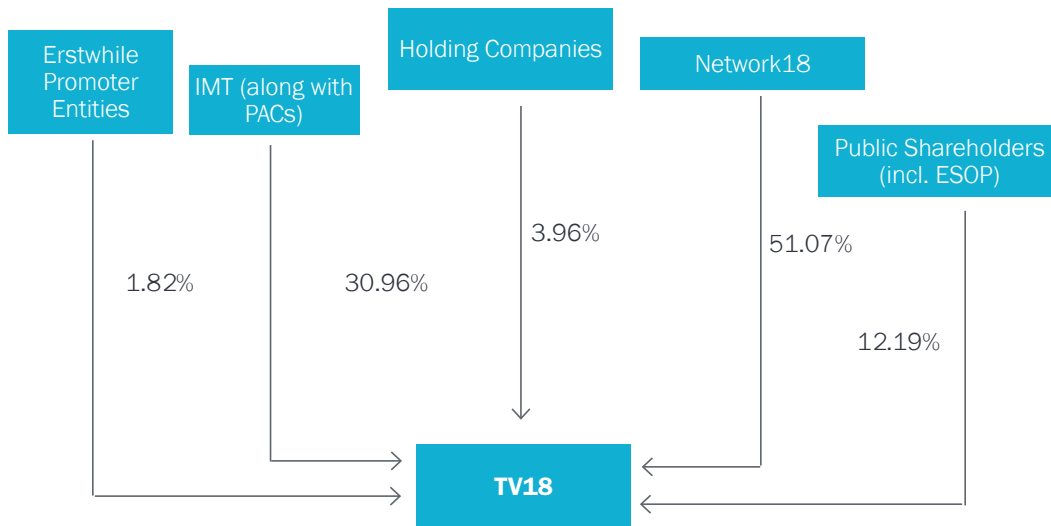 Erstwhile
Promoter
Entities
IMT (along with
PACs)
Holding Companies
Network18
Public Shareholders
(incl. ESOP)
1.82%
30.96%
3.96%
51.07%
12.19%
TV18